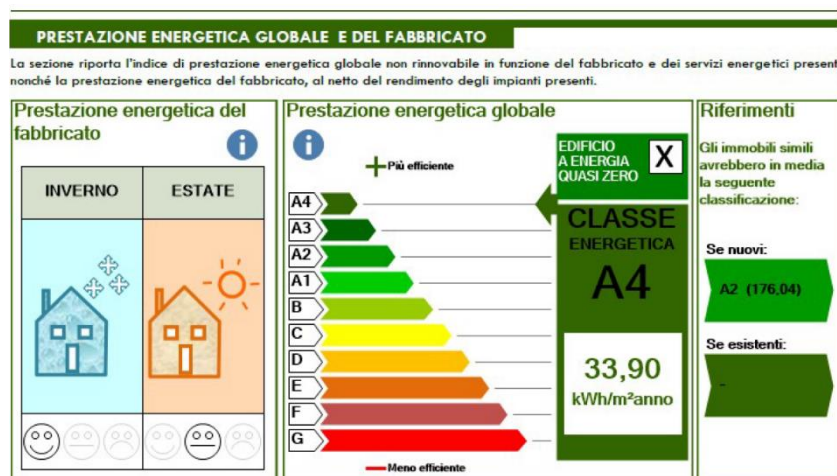 PRESTAZIONE ENERGETICA GLOBALE E DEL FABBRICATO
La sezione riporta l'indice di prestazione energetica globale non rinnovabile in funzione del fabbricato e dei servizi energetici present
nonché la prestazione energetica del fabbricato, al netto del rendimento degli impianti presenti.
Prestazione energetica del
fabbricato
i
INVERNO
ESTATE
Prestazione energetica globale
i
Più efficiente
A4
A3
A2
A1
B
C
D
E
F
G
Meno efficiente
EDIFICIO
A ENERGIA
QUASI ZERO
X
CLASSE
ENERGETICA
A4
33,90
kWh/m²anno
Riferimenti
Gli immobili simili
avrebbero in media
la seguente
classificazione:
Se nuovi:
A2 (176,04)
Se esistenti:
-